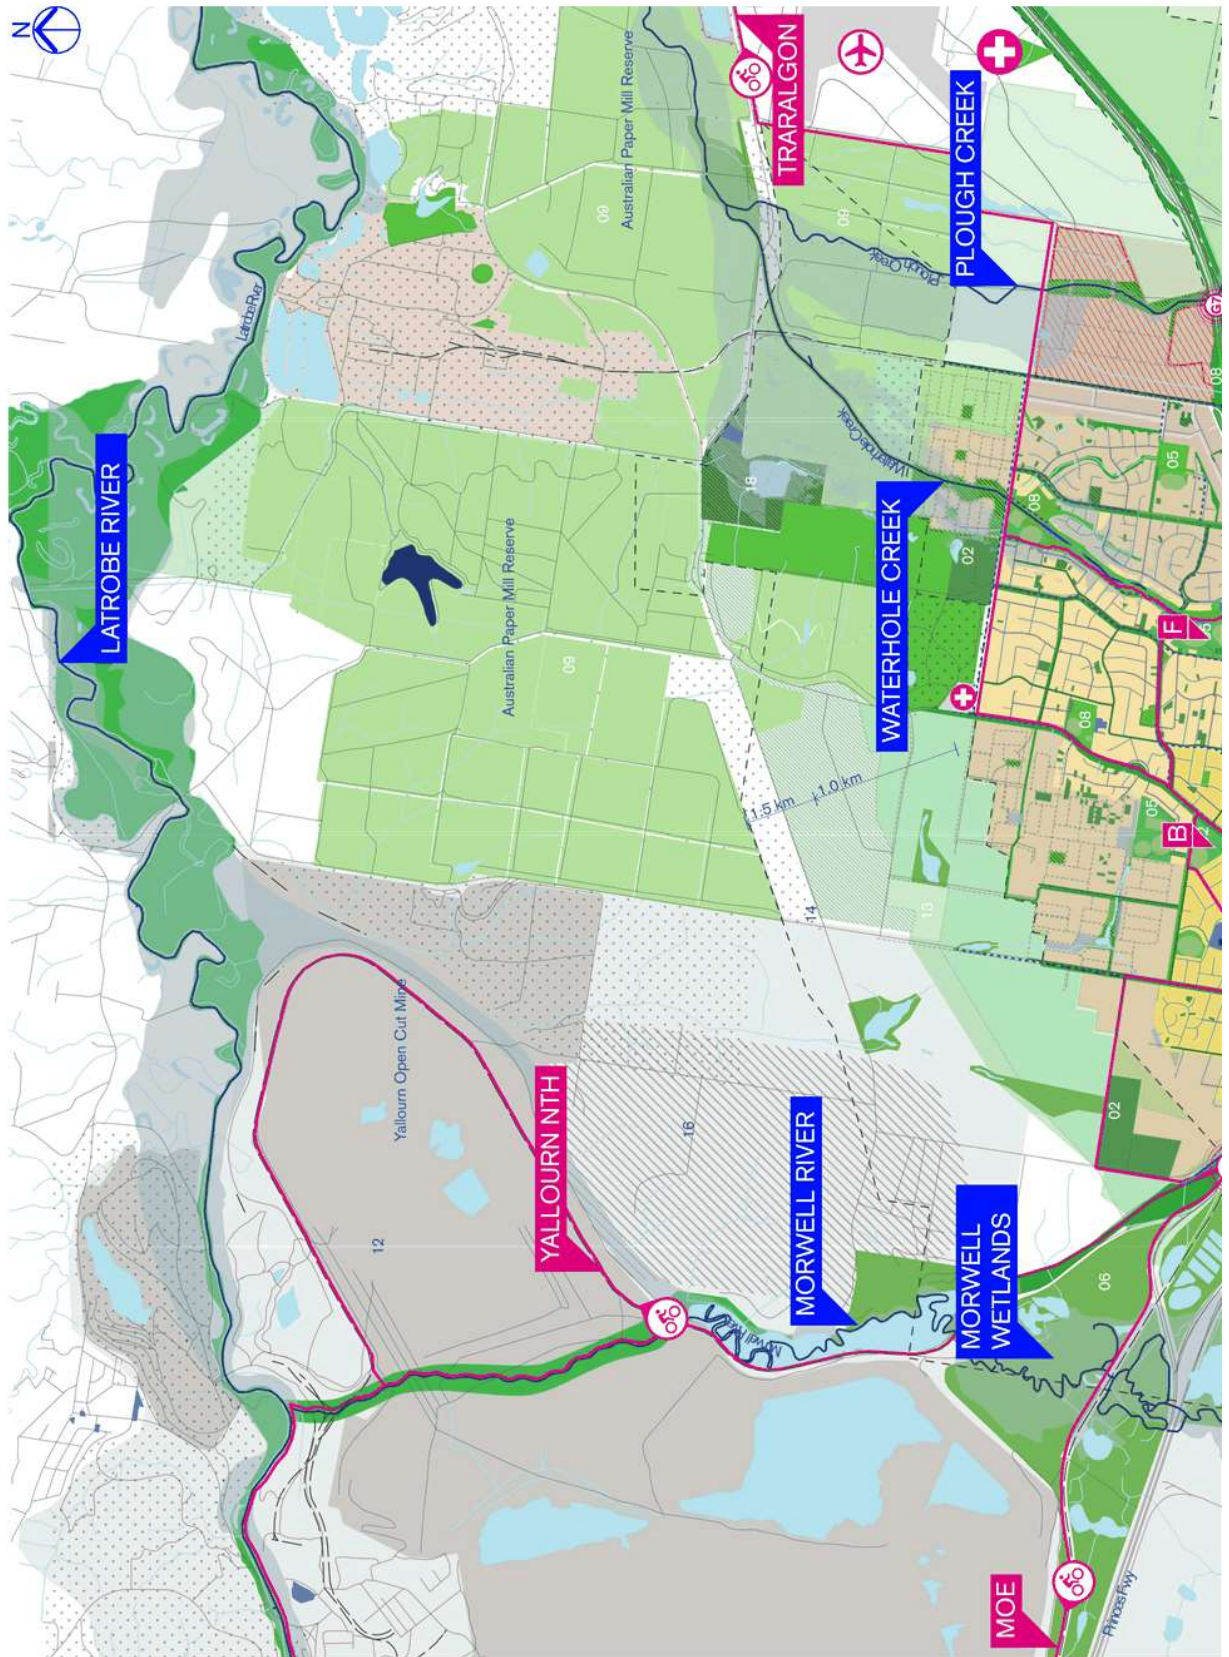 N
LATROBE RIVER
Latrobe River
Australian Paper Mill Reserve
09
TRARALGON
PLOUGH CREEK
Plough Creek
09
G7
Australian Paper Mill Reserve
09
18
Waterhole Creek
WATERHOLE CREEK
02
08
08
05
F
08
1.5 km
1.0 km
05
B
14
13
Yallourn Open Cut Mine
12
YALLOURN NTH
16
MORWELL RIVER
Morwell River
MORWELL
WETLANDS
02
06
MOE
Princes Fwy